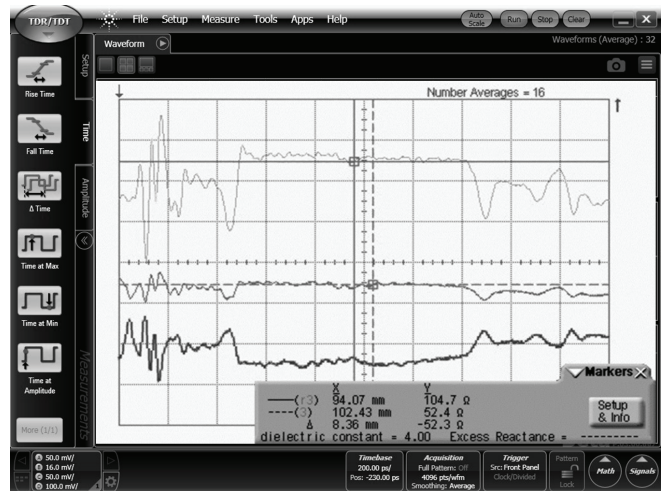 TDR/TDT
File Setup Measure Tools Apps Help
Auto Scale
Run
Stop
Clear
Waveform
Waveforms (Average) : 32
Setup
Time
Amplitude
Measurements
Rise Time
Fall Time
Δ Time
Time at Max
Time at Min
Time at
Amplitude
More (1/1)
Number Averages = 16
Markers
X Y
(r3) 94.07 mm 104.7 Ω
(3) 102.43 mm 52.4 Ω
Δ 8.36 mm -52.3 Ω
dielectric constant = 4.00 Excess Reactance = --------
Setup
& Info
A 50.0 mV/
B 16.0 mV/
C 50.0 mV/
D 100.0 mV/
Timebase
200.00 ps/
Pos: -230.00 ps
Acquisition
Full Pattern: Off
4096 pts/wfm
Smoothing: Average
Trigger
Src: Front Panel
Clock/Divided
Pattern
Lock
Math
Signals